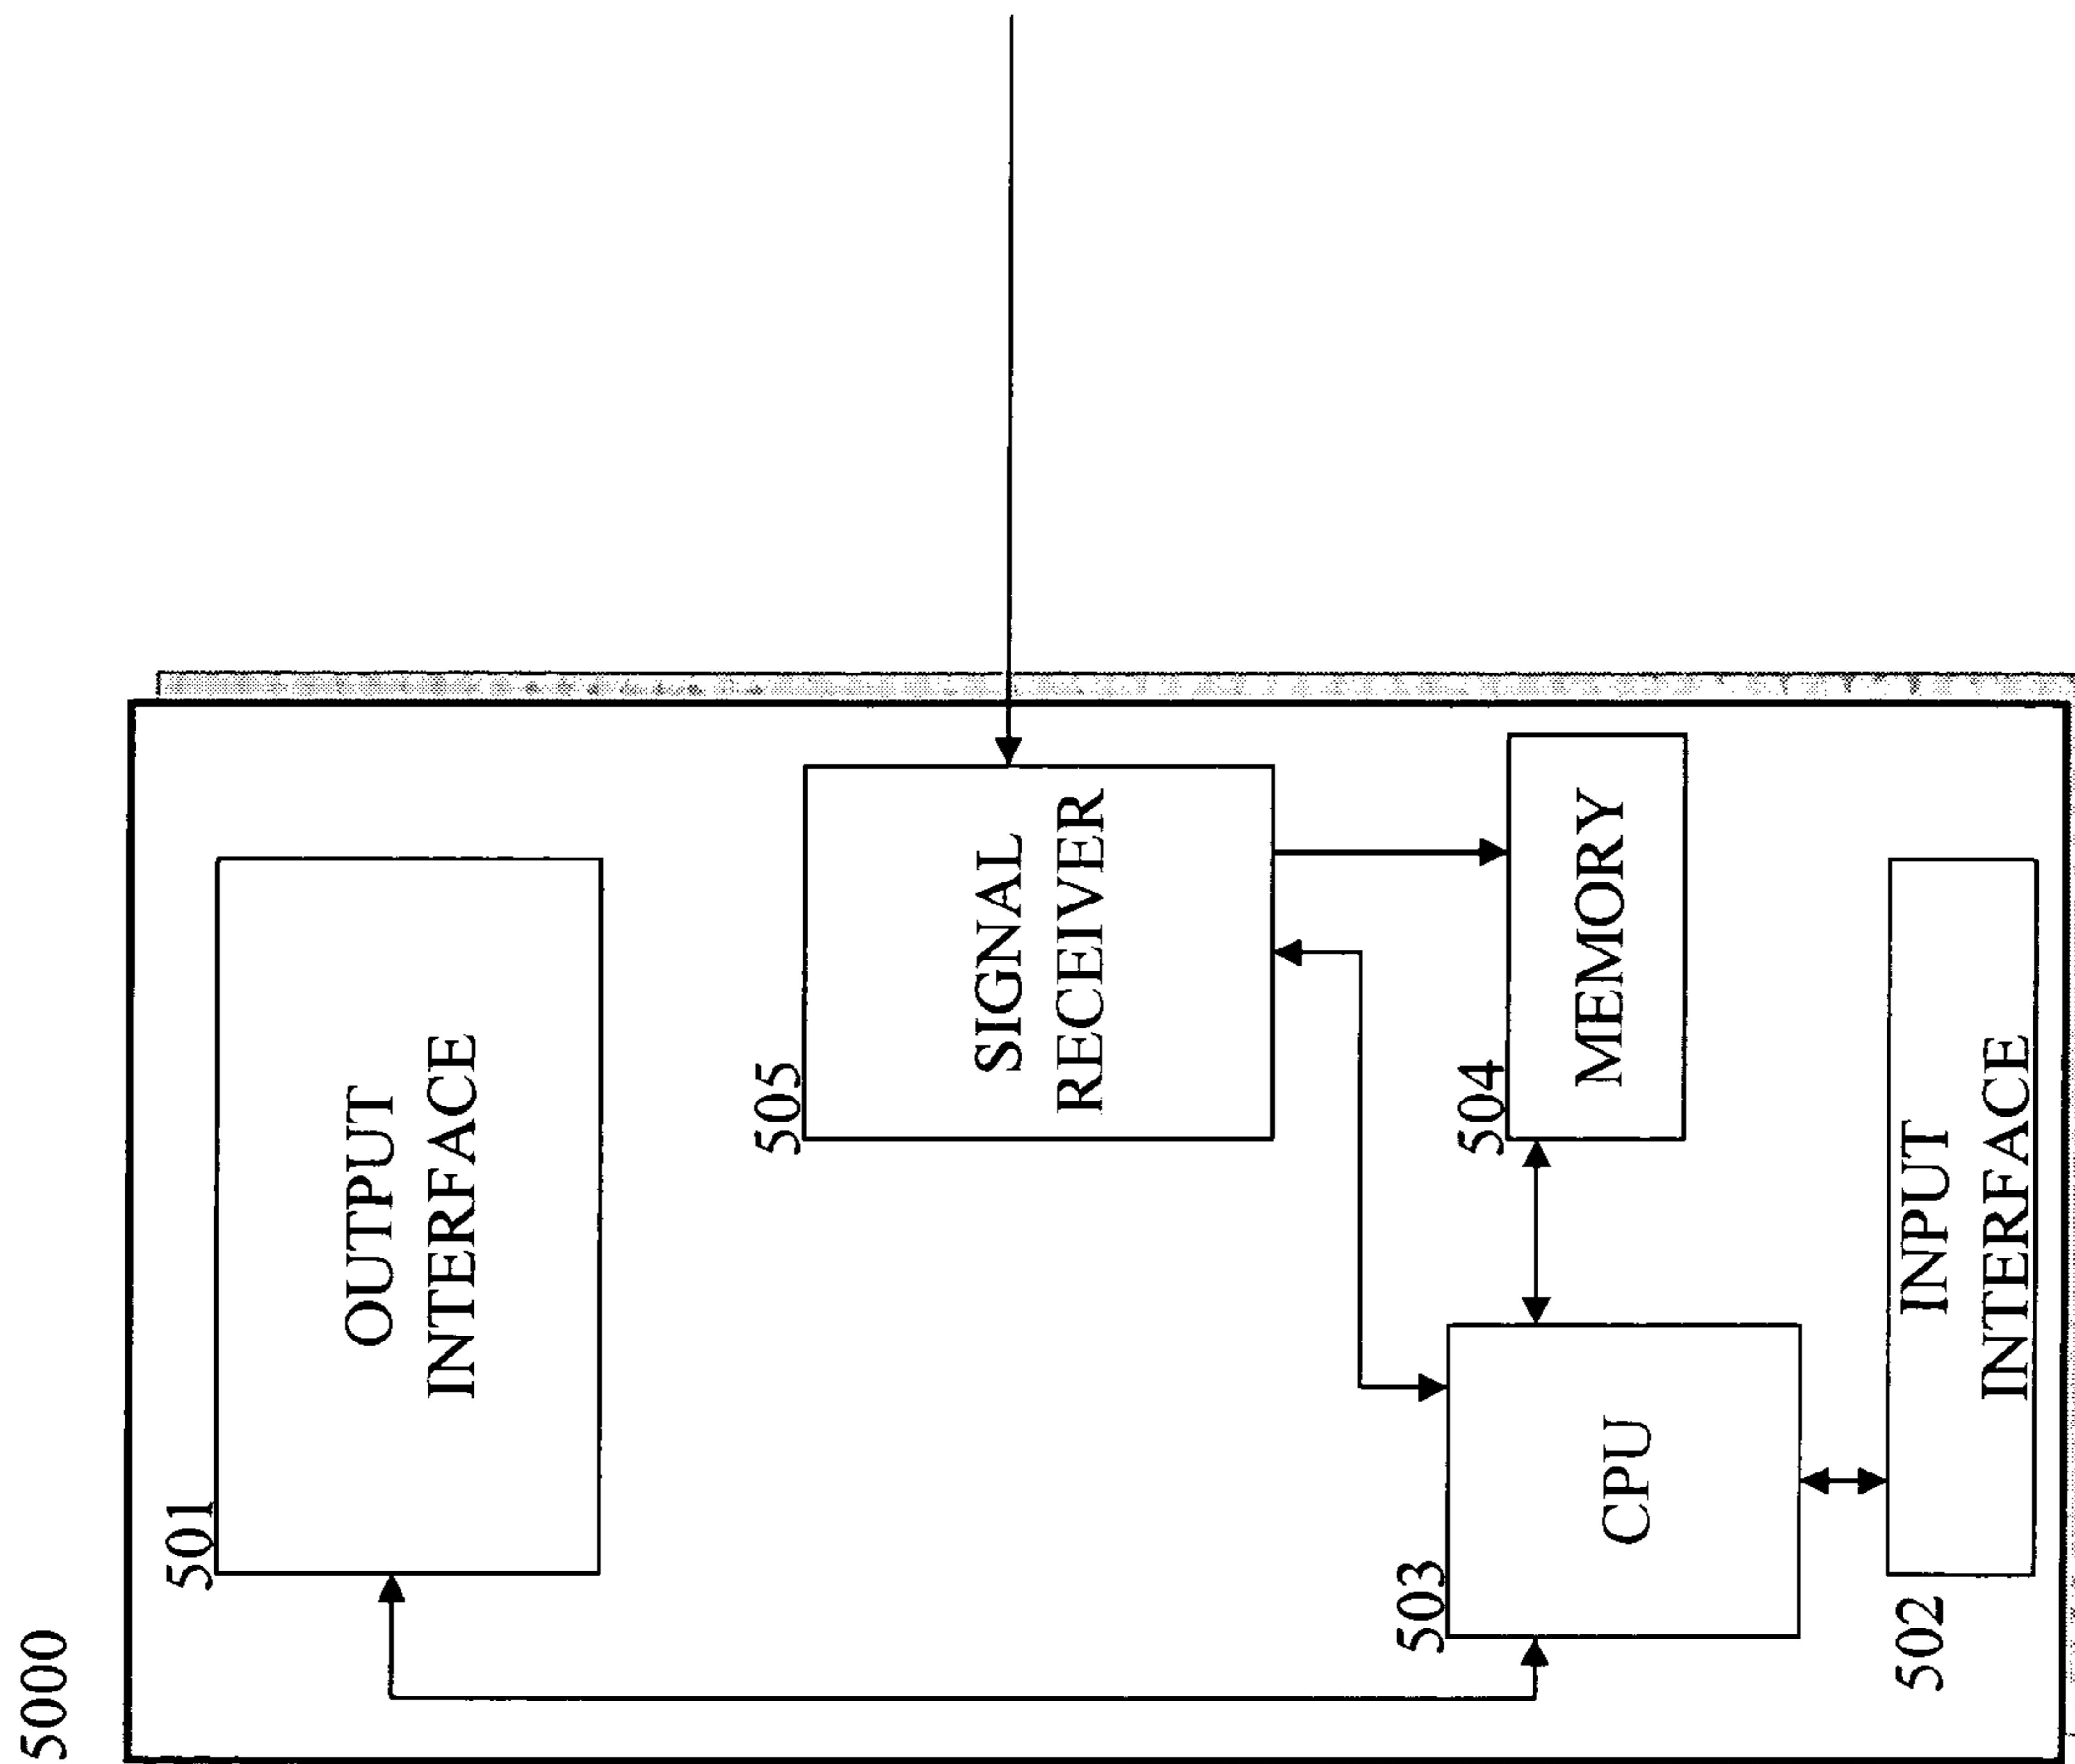 5000
501
OUTPUT
INTERFACE
505
SIGNAL
RECEIVER
503
CPU
504
MEMORY
502
INPUT
INTERFACE